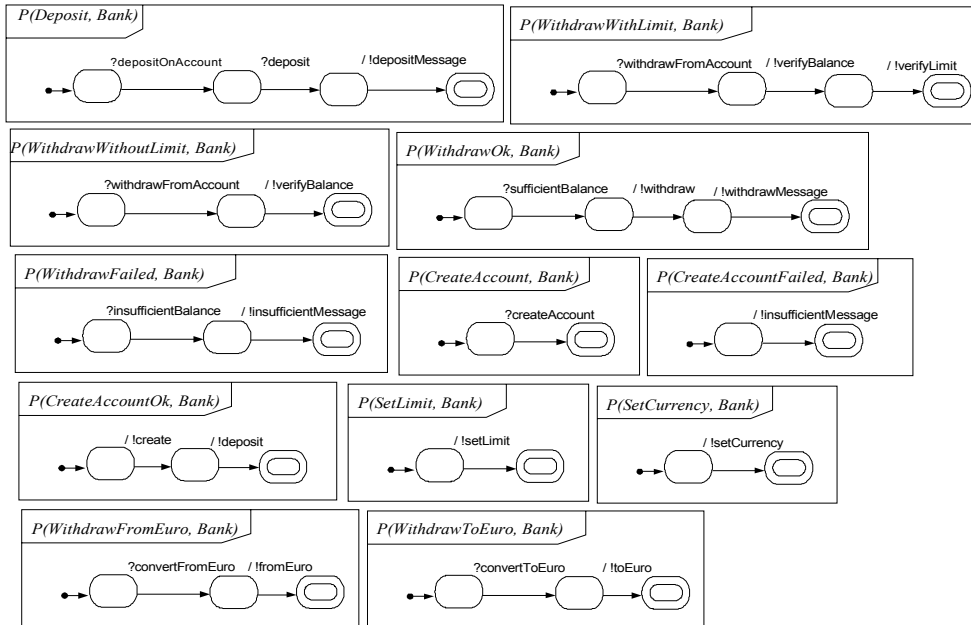 P(Deposit, Bank)
?depositOnAccount ?deposit / !depositMessage
P(WithdrawWithLimit, Bank)
?withdrawFromAccount / !verifyBalance / !verifyLimit
P(WithdrawWithoutLimit, Bank)
?withdrawFromAccount / !verifyBalance
P(WithdrawOk, Bank)
?sufficientBalance / !withdraw / !withdrawMessage
P(WithdrawFailed, Bank)
?insufficientBalance / !insufficientMessage
P(CreateAccount, Bank)
?createAccount
P(CreateAccountFailed, Bank)
/ !insufficientMessage
P(CreateAccountOk, Bank)
/ !create / !deposit
P(SetLimit, Bank)
/ !setLimit
P(SetCurrency, Bank)
/ !setCurrency
P(WithdrawFromEuro, Bank)
?convertFromEuro / !fromEuro
P(WithdrawToEuro, Bank)
?convertToEuro / !toEuro